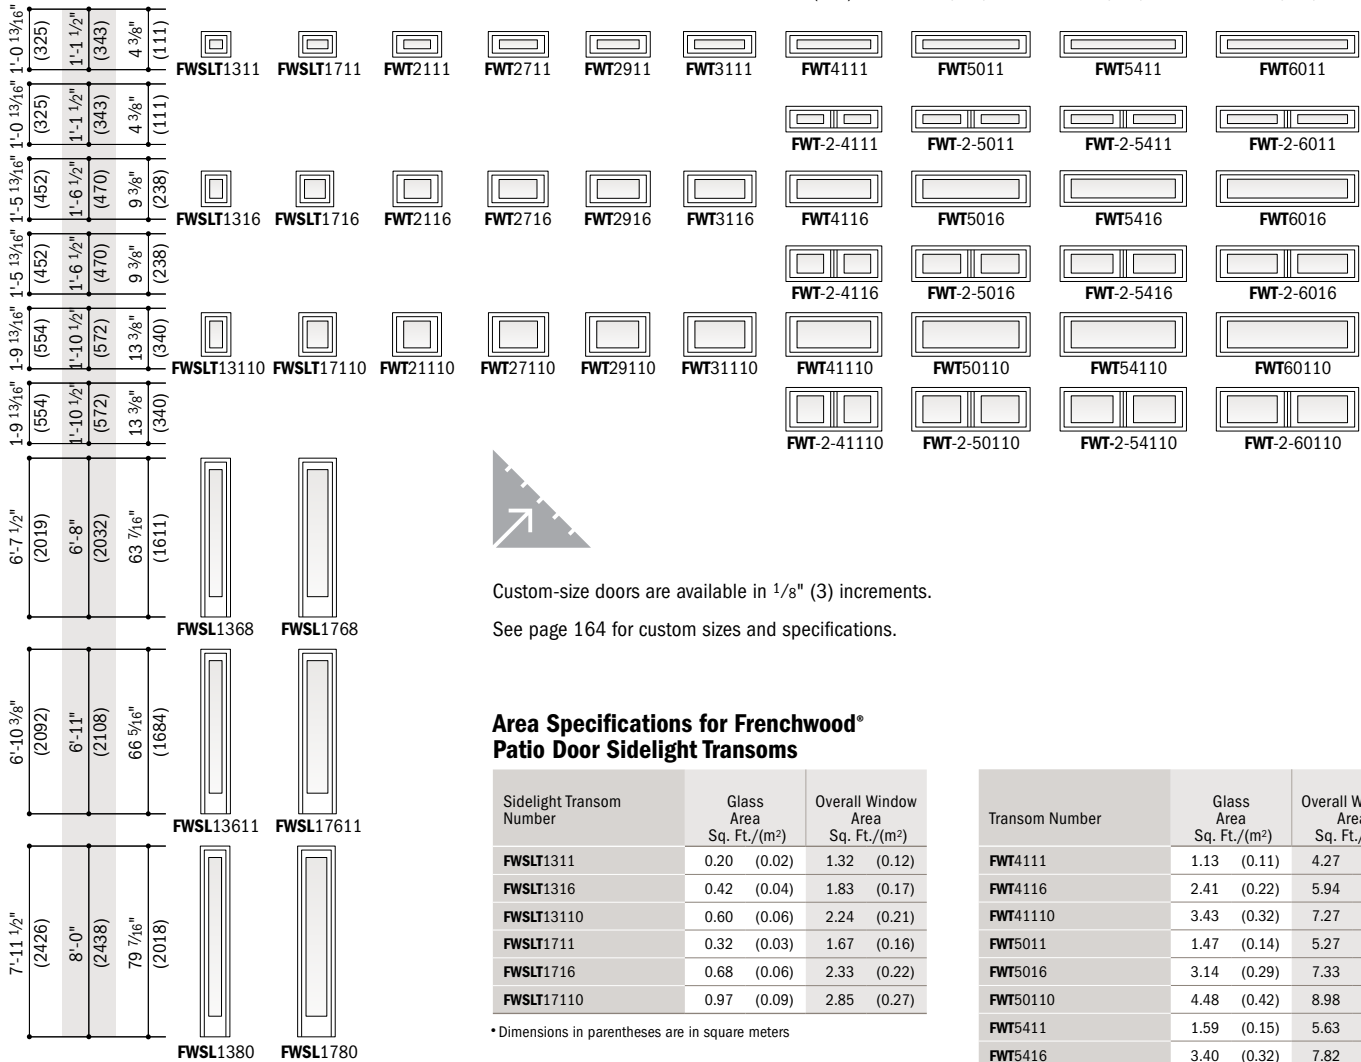 1'-0 13/16" (325) 1'-1 1/2" (343) 4 3/8" (111)
FWSLT1311 FWSLT1711 FWT2111 FWT2711 FWT2911 FWT3111 FWT4111 FWT5011 FWT5411 FWT6011
1'-0 13/16" (325) 1'-1 1/2" (343) 4 3/8" (111)
FWT-2-4111 FWT-2-5011 FWT-2-5411 FWT-2-6011
1'-5 13/16" (452) 1'-6 1/2" (470) 9 3/8" (238)
FWSLT1316 FWSLT1716 FWT2116 FWT2716 FWT2916 FWT3116 FWT4116 FWT5016 FWT5416 FWT6016
1'-5 13/16" (452) 1'-6 1/2" (470) 9 3/8" (238)
FWT-2-4116 FWT-2-5016 FWT-2-5416 FWT-2-6016
1-9 13/16" (554) 1'-10 1/2" (572) 13 3/8" (340)
FWSLT13110 FWSLT17110 FWT21110 FWT27110 FWT29110 FWT31110 FWT41110 FWT50110 FWT54110 FWT60110
1-9 13/16" (554) 1'-10 1/2" (572) 13 3/8" (340)
FWT-2-41110 FWT-2-50110 FWT-2-54110 FWT-2-60110
6'-7 1/2" (2019) 6'-8" (2032) 63 7/16" (1611)
FWSL1368 FWSL1768
6'-10 3/8" (2092) 6'-11" (2108) 66 5/16" (1684)
FWSL13611 FWSL17611
7'-11 1/2" (2426) 8'-0" (2438) 79 7/16" (2018)
FWSL1380 FWSL1780
Custom-size doors are available in 1/8" (3) increments.
See page 164 for custom sizes and specifications.
Area Specifications for Frenchwood®
Patio Door Sidelight Transoms
Sidelight Transom Number Glass Area Sq. Ft./(m²) Overall Window Area Sq. Ft./(m²)
FWSLT1311 0.20 (0.02) 1.32 (0.12)
FWSLT1316 0.42 (0.04) 1.83 (0.17)
FWSLT13110 0.60 (0.06) 2.24 (0.21)
FWSLT1711 0.32 (0.03) 1.67 (0.16)
FWSLT1716 0.68 (0.06) 2.33 (0.22)
FWSLT17110 0.97 (0.09) 2.85 (0.27)
• Dimensions in parentheses are in square meters
Transom Number Glass Area Sq. Ft./(m²) Overall
FWT4111 1.13 (0.11) 4.27
FWT4116 2.41 (0.22) 5.94
FWT41110 3.43 (0.32) 7.27
FWT5011 1.47 (0.14) 5.27
FWT5016 3.14 (0.29) 7.33
FWT50110 4.48 (0.42) 8.98
FWT5411 1.59 (0.15) 5.63
FWT5416 3.40 (0.32) 7.82